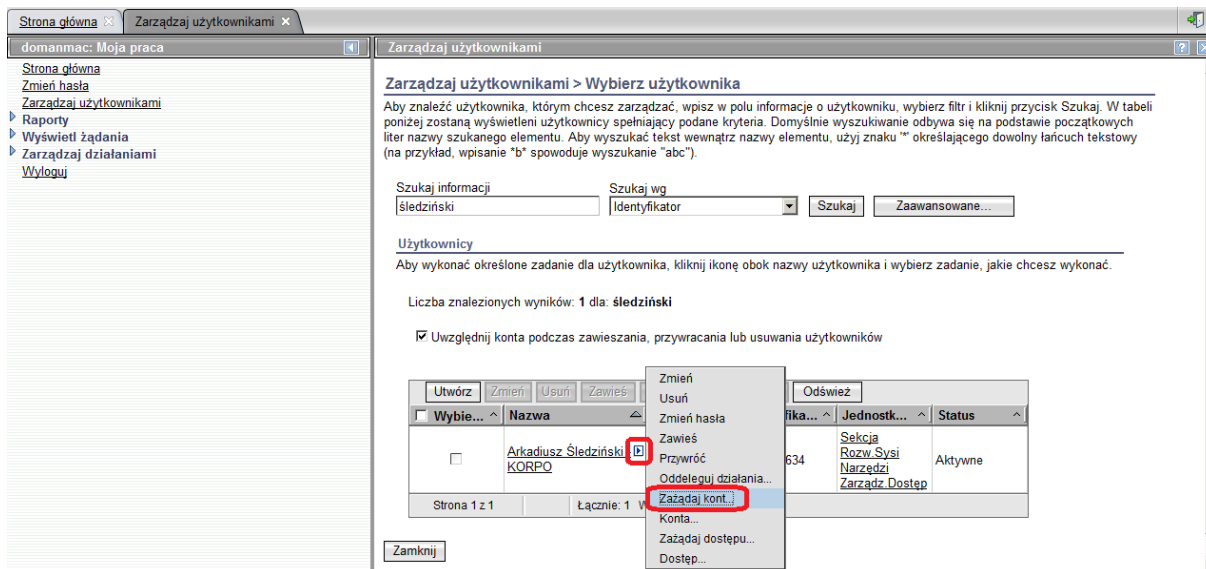 Strona główna
Zarządzaj użytkownikami
domanmac: Moja praca
Strona główna
Zmień hasła
Zarządzaj użytkownikami
Raporty
Wyświetl żądania
Zarządzaj działaniami
Wyloguj
Zarządzaj użytkownikami
Zarządzaj użytkownikami > Wybierz użytkownika
Aby znaleźć użytkownika, którym chcesz zarządzać, wpisz w polu informacje o użytkowniku, wybierz filtr i kliknij przycisk Szukaj. W tabeli
poniżej zostaną wyświetleni użytkownicy spełniający podane kryteria. Domyślnie wyszukiwanie odbywa się na podstawie początkowych
liter nazwy szukanego elementu. Aby wyszukać tekst wewnątrz nazwy elementu, użyj znaku '*' określającego dowolny łańcuch tekstowy
(na przykład, wpisanie *b* spowoduje wyszukanie "abc").
Szukaj informacji Szukaj wg
śledziński Identyfikator Szukaj Zaawansowane...
Użytkownicy
Aby wykonać określone zadanie dla użytkownika, kliknij ikonę obok nazwy użytkownika i wybierz zadanie, jakie chcesz wykonać.
Liczba znalezionych wyników: 1 dla: śledziński
Uwzględnij konta podczas zawieszania, przywracania lub usuwania użytkowników
Utwórz Zmień Usuń Zawieś Odśwież
Wybie... Nazwa fika... Jednostk... Status
Arkadiusz Śledziński -
KORPO
634
Sekcja
Rozw.Sysi
Narzędzi
Zarządz.Dostęp
Aktywne
Strona 1 z 1 Łącznie: 1 W
Zmień
Usuń
Zmień hasła
Zawieś
Przywróć
Oddeleguj działania...
Zażądaj kont...
Konta...
Zażądaj dostępu...
Dostęp...
Zamknij